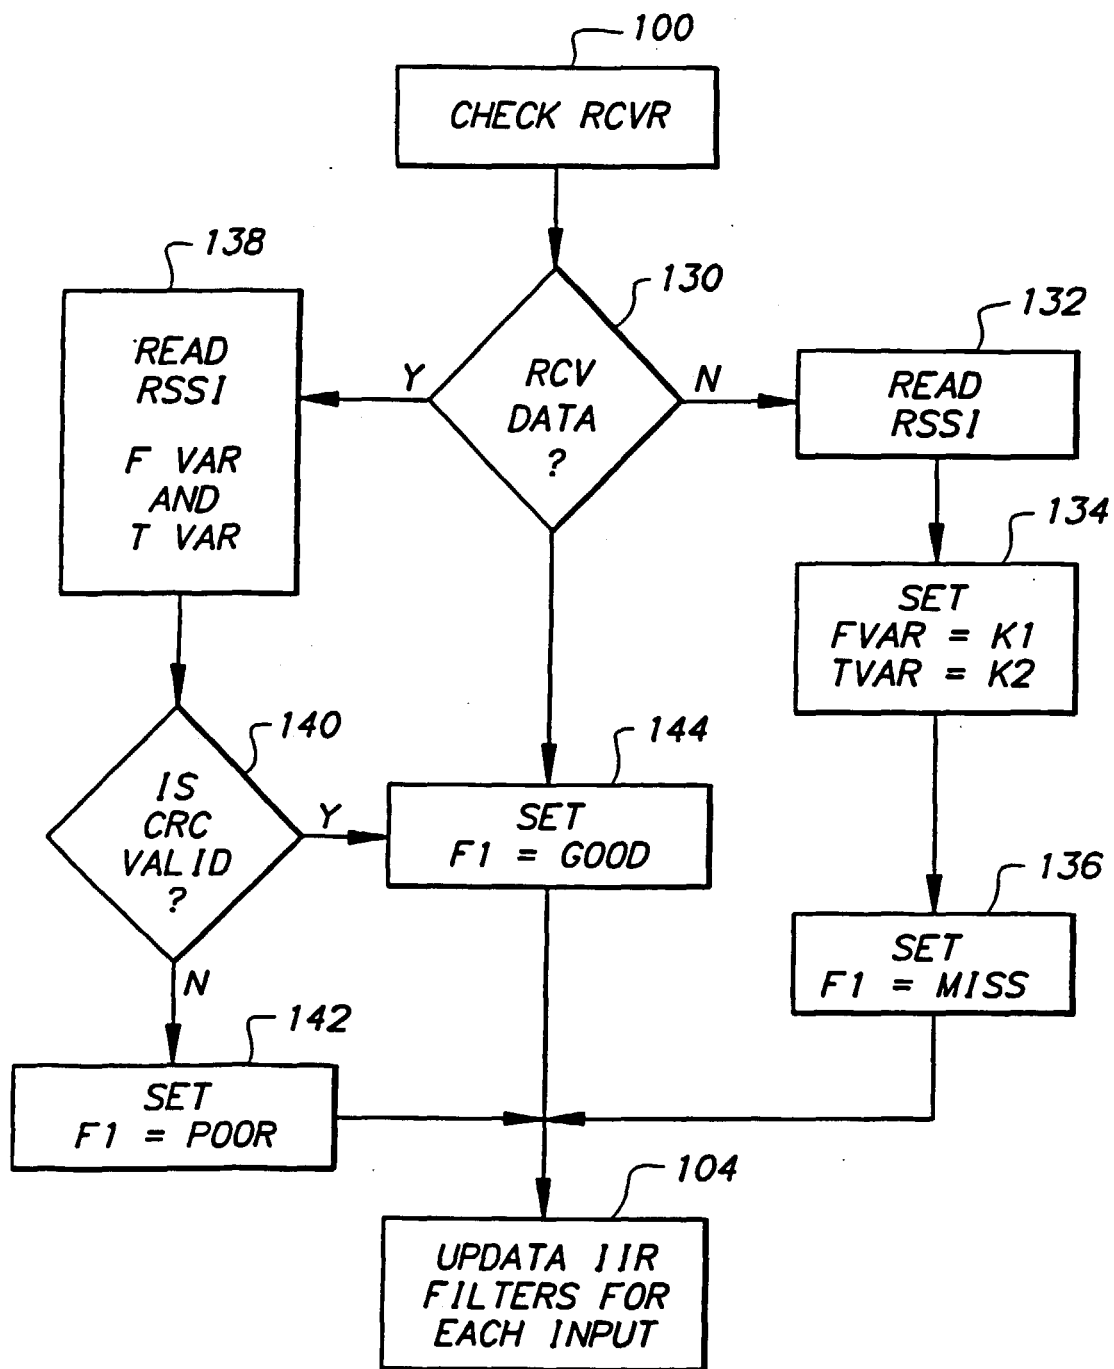 100
CHECK RCVR
138
READ
RSSI
F VAR
AND
T VAR
130
RCV
DATA
?
Y
N
132
READ
RSSI
134
SET
FVAR = K1
TVAR = K2
140
IS
CRC
VALID
?
Y
N
144
SET
F1 = GOOD
136
SET
F1 = MISS
142
SET
F1 = POOR
104
UPDATA IIR
FILTERS FOR
EACH INPUT